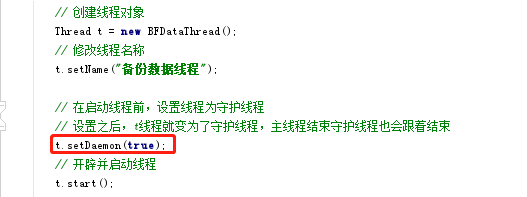 // 创建线程对象
Thread t = new BFDataThread();
// 修改线程名称
t.setName("备份数据线程");
// 在启动线程前，设置线程为守护线程
// 设置之后，t线程就变为了守护线程，主线程结束守护线程也会跟着结束
t.setDaemon(true);
// 开辟并启动线程
t.start();